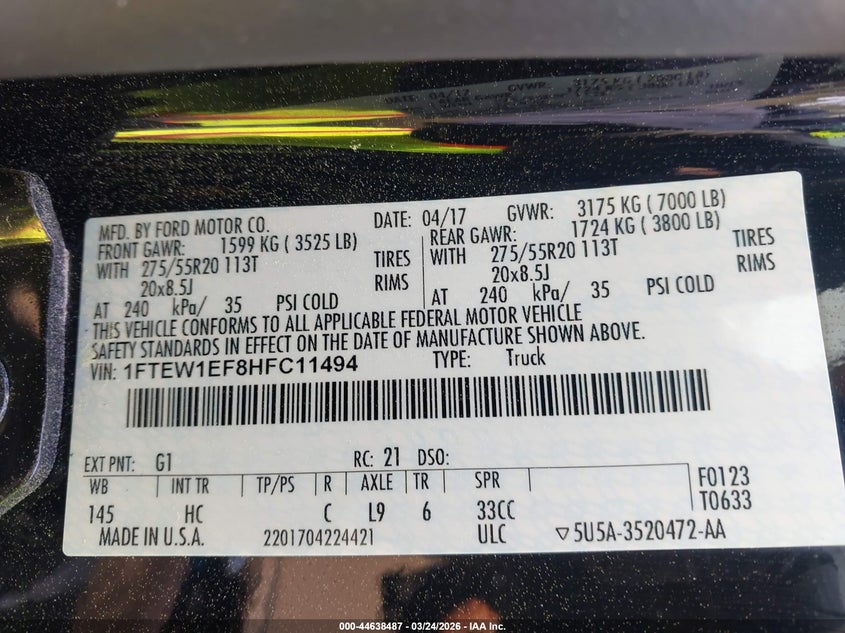 MFD. BY FORD MOTOR CO. DATE: 04/17 GVWR: 3175 KG ( 7000 LB)
FRONT GAWR: 1599 KG ( 3525 LB) REAR GAWR: 1724 KG ( 3800 LB)
WITH 275/55R20 113T TIRES WITH 275/55R20 113T TIRES
20x8.5J RIMS 20x8.5J RIMS
AT 240 kPa/ 35 PSI COLD AT 240 kPa/ 35 PSI COLD
THIS VEHICLE CONFORMS TO ALL APPLICABLE FEDERAL MOTOR VEHICLE
SAFETY STANDARDS IN EFFECT ON THE DATE OF MANUFACTURE SHOWN ABOVE.
VIN: 1FTEW1EF8HFC11494 TYPE: Truck
EXT PNT: G1 RC: 21 DSO:
WB INT TR TP/PS R AXLE TR SPR F0123
145 HC C L9 6 33CC T0633
MADE IN U.S.A. 2201704224421 ULC 5U5A-3520472-AA
000-44638487 - 03/24/2026 - IAA Inc.